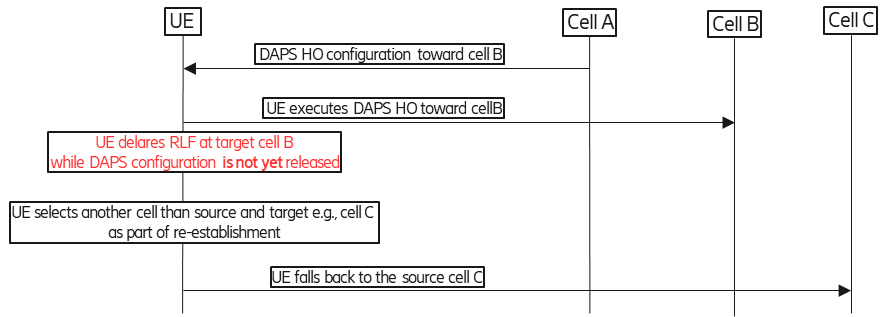 UE
Cell A
Cell B
Cell C
DAPS HO configuration toward cell B
UE executes DAPS HO toward cellB
UE delares RLF at target cell B
while DAPS configuration is not yet released
UE selects another cell than source and target e.g., cell C
as part of re-establishment
UE falls back to the source cell C